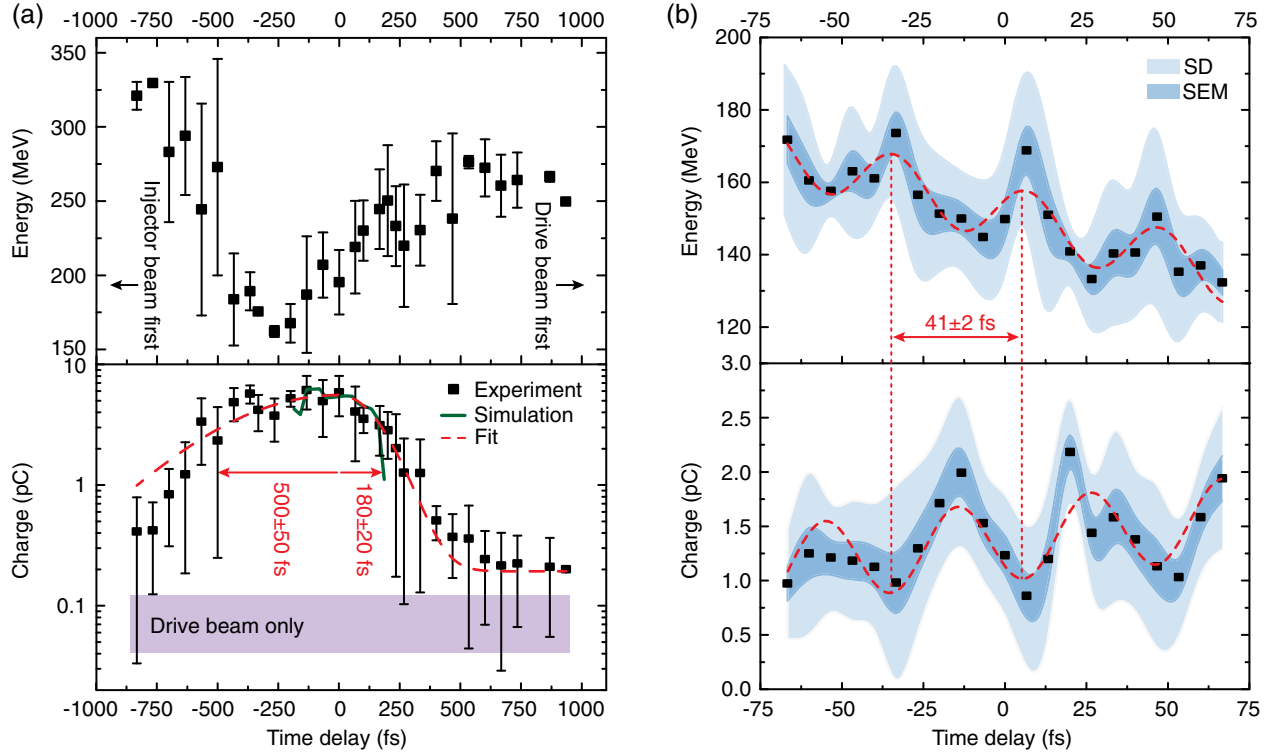 (a)
-1000 -750 -500 -250 0 250 500 750 1000
350
300
250
200
150
Energy (MeV)
Injector beam first
Drive beam first
10
1
0.1
Charge (pC)
Experiment
Simulation
Fit
500±50 fs
180±20 fs
Drive beam only
-1000 -750 -500 -250 0 250 500 750 1000
Time delay (fs)
(b)
-75 -50 -25 0 25 50 75
200
180
160
140
120
Energy (MeV)
SD
SEM
41±2 fs
3.0
2.5
2.0
1.5
1.0
0.5
0.0
Charge (pC)
-75 -50 -25 0 25 50 75
Time delay (fs)